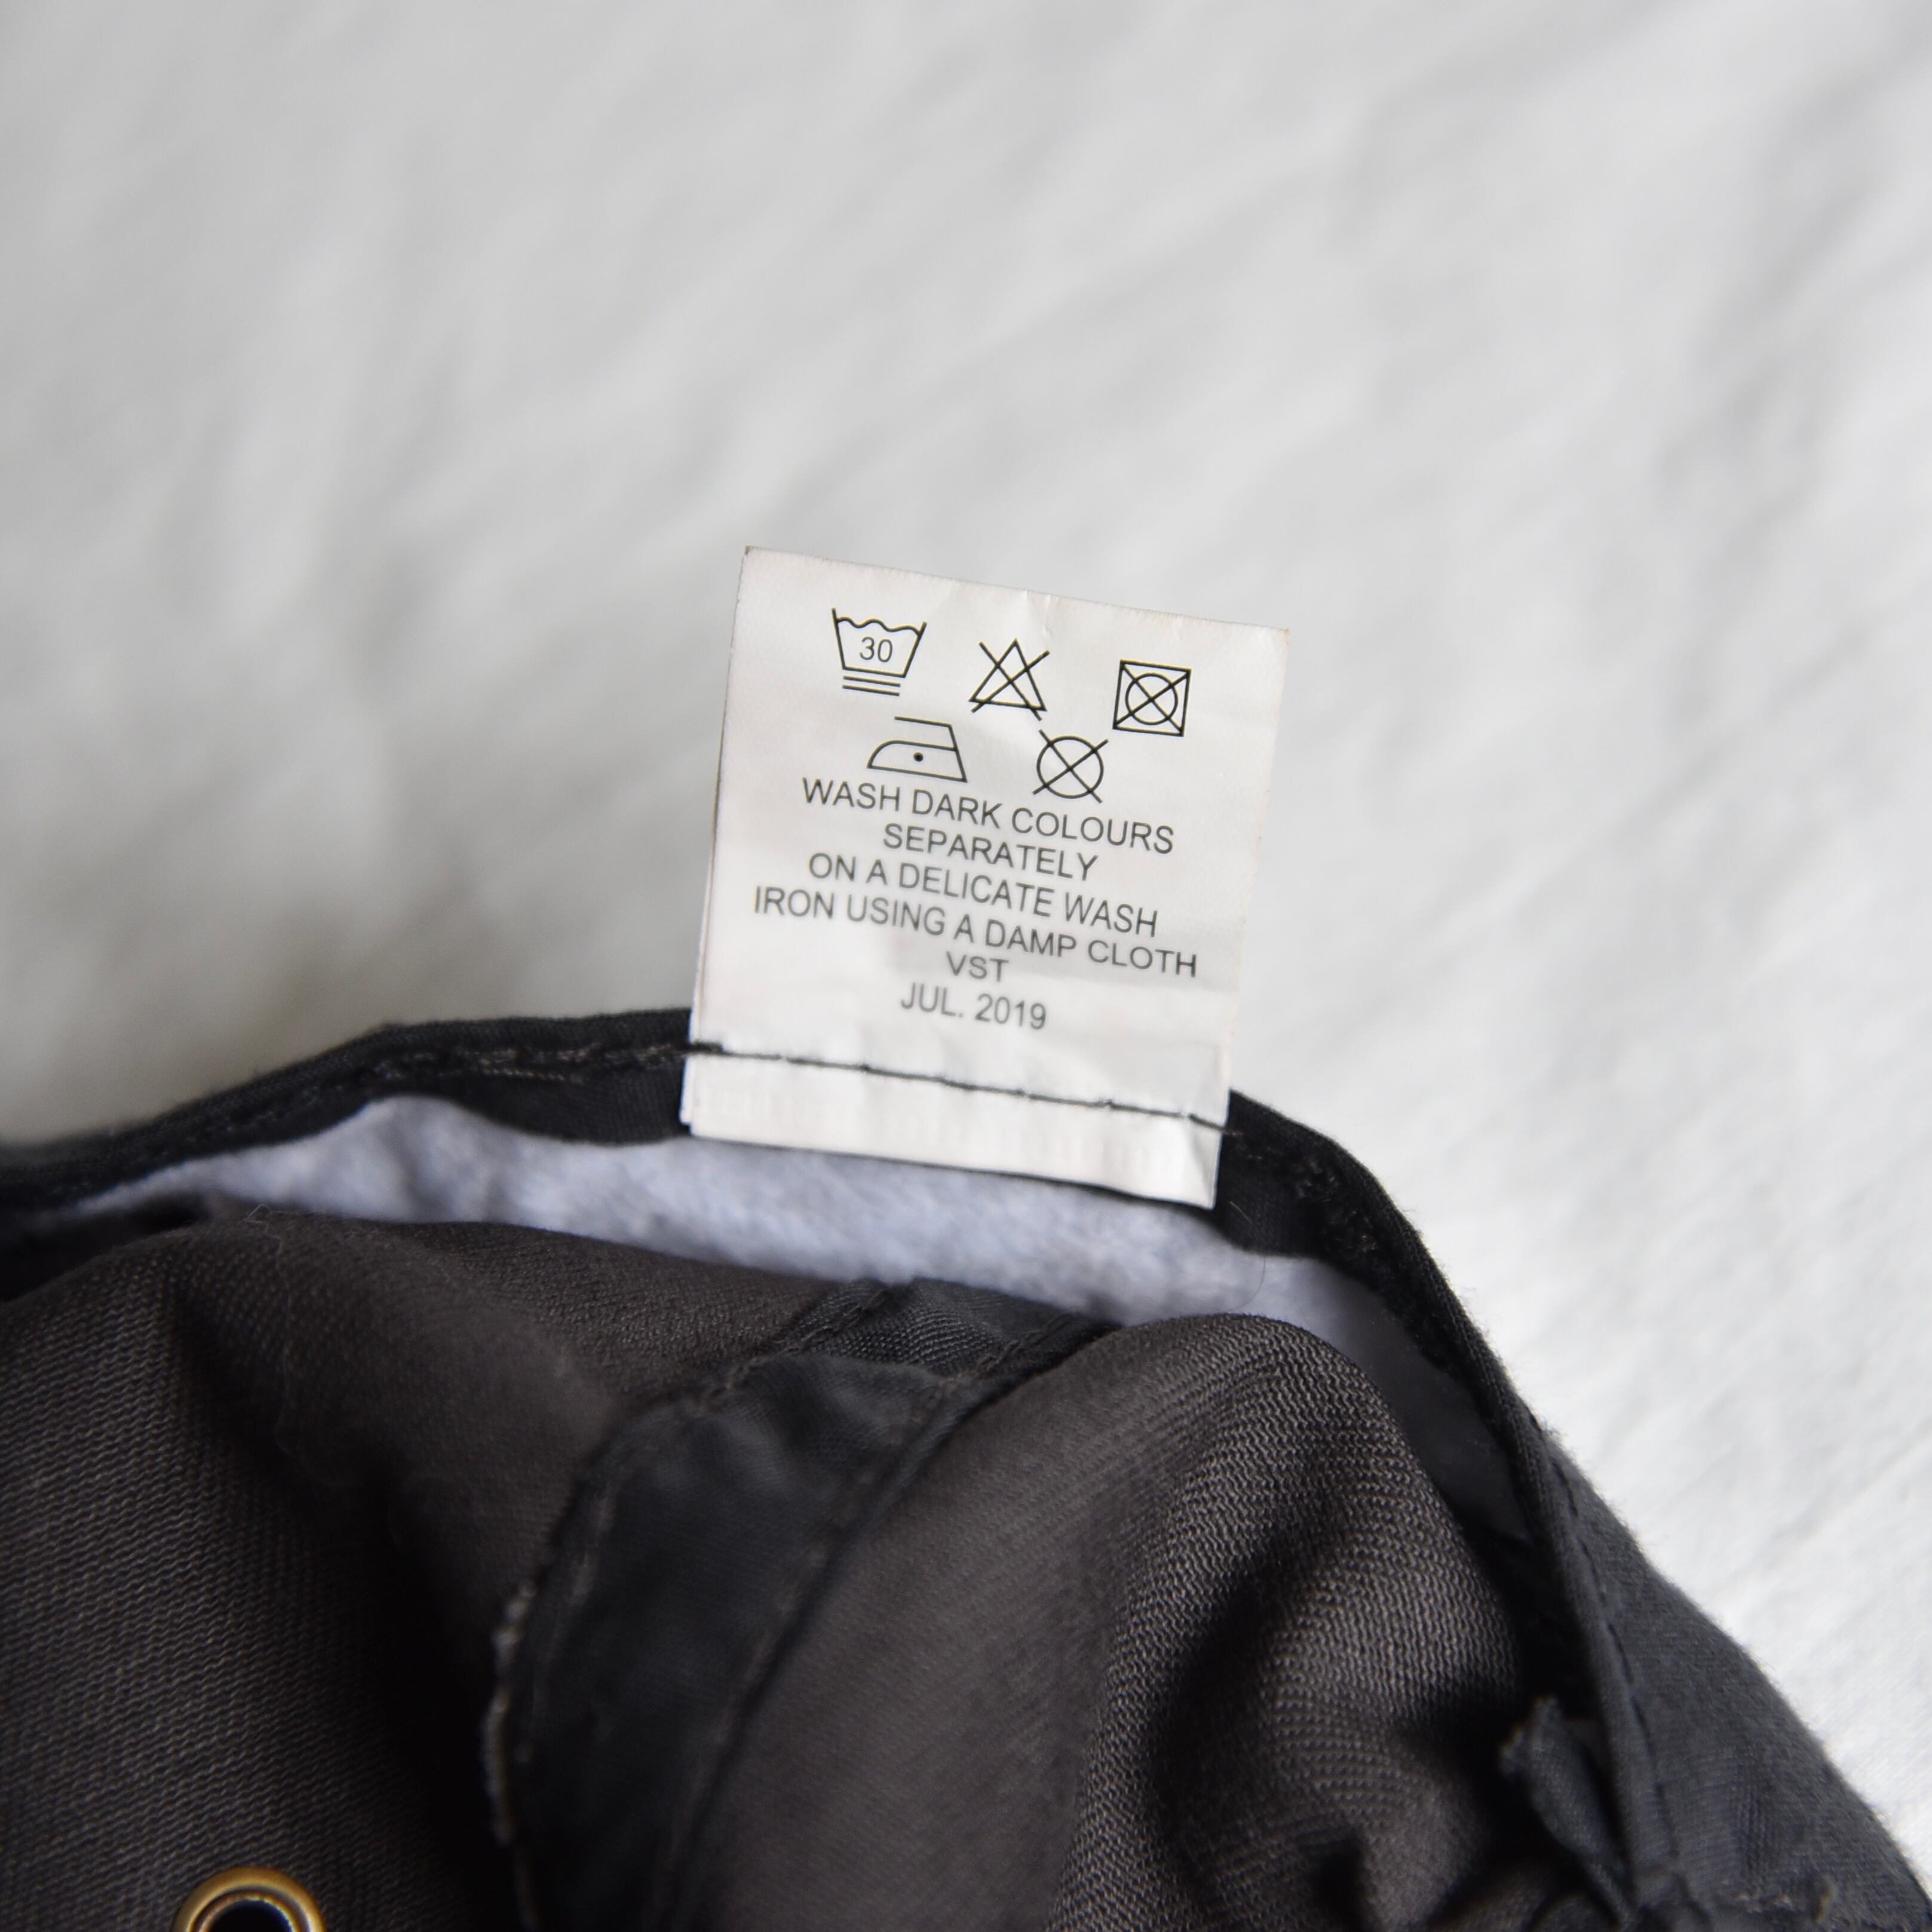 30
WASH DARK COLOURS
SEPARATELY
ON A DELICATE WASH
IRON USING A DAMP CLOTH
VST
JUL. 2019